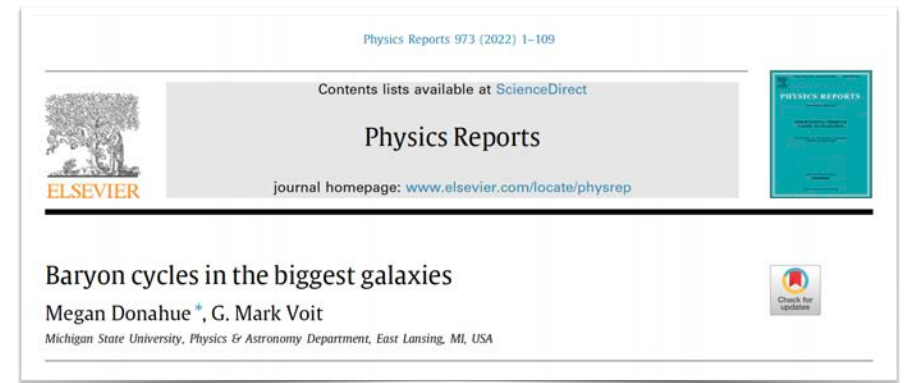 Physics Reports 973 (2022) 1–109
Contents lists available at ScienceDirect
Physics Reports
journal homepage: www.elsevier.com/locate/physrep
ELSEVIER
PHYSICS REPORTS
Baryon cycles in the biggest galaxies
Megan Donahue *, G. Mark Voit
Michigan State University, Physics & Astronomy Department, East Lansing, MI, USA
Check for
updates